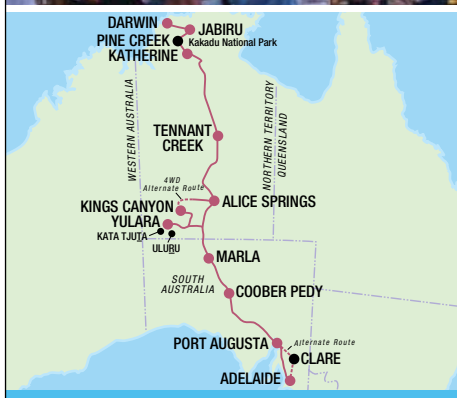 DARWIN
JABIRU
PINE CREEK
Kakadu National Park
KATHERINE
WESTERN AUSTRALIA
NORTHERN TERRITORY
QUEENSLAND
TENNANT
CREEK
4WD
Alternate Route
KINGS CANYON
ALICE SPRINGS
YULARA
KATA TJUṮA
ULURU
MARLA
SOUTH
AUSTRALIA
COOBER PEDY
PORT AUGUSTA
Alternate Route
CLARE
ADELAIDE